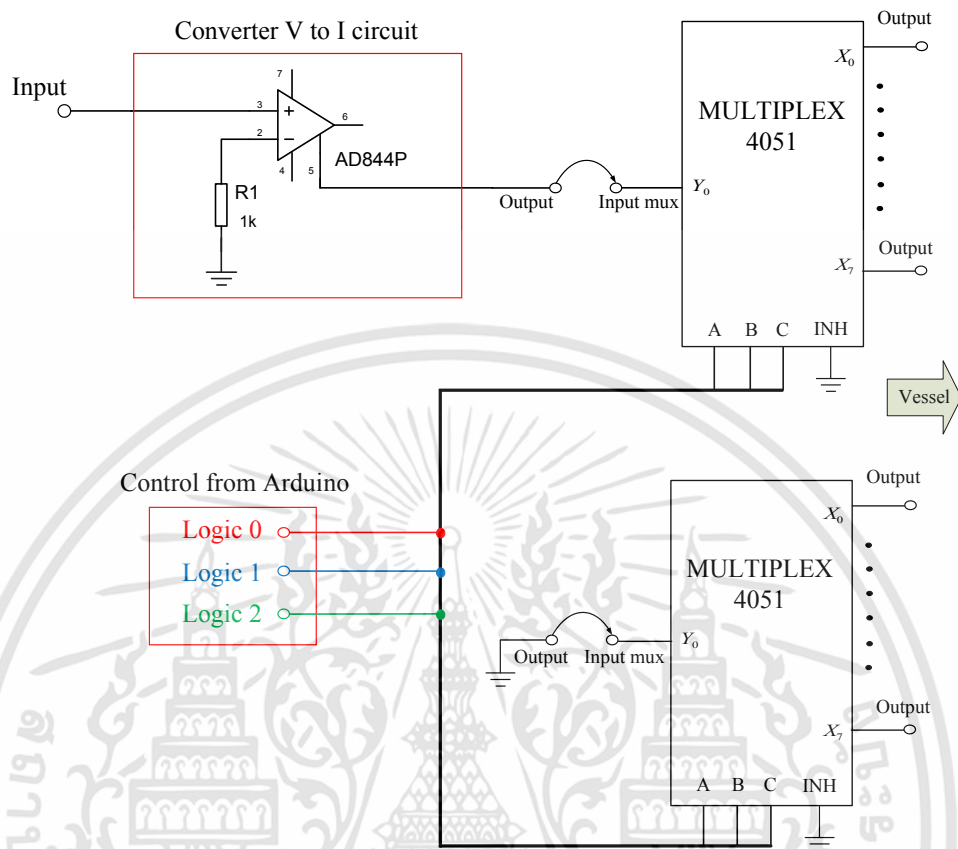 Converter V to I circuit
Input
7
3
+
6
2
−
AD844P
4
5
R1
1k
Output
Input mux
MULTIPLEX
4051
Y0
X0
Output
X7
Output
A B C INH
Vessel
Control from Arduino
Logic 0
Logic 1
Logic 2
Output
Input mux
MULTIPLEX
4051
Y0
X0
Output
X7
Output
A B C INH